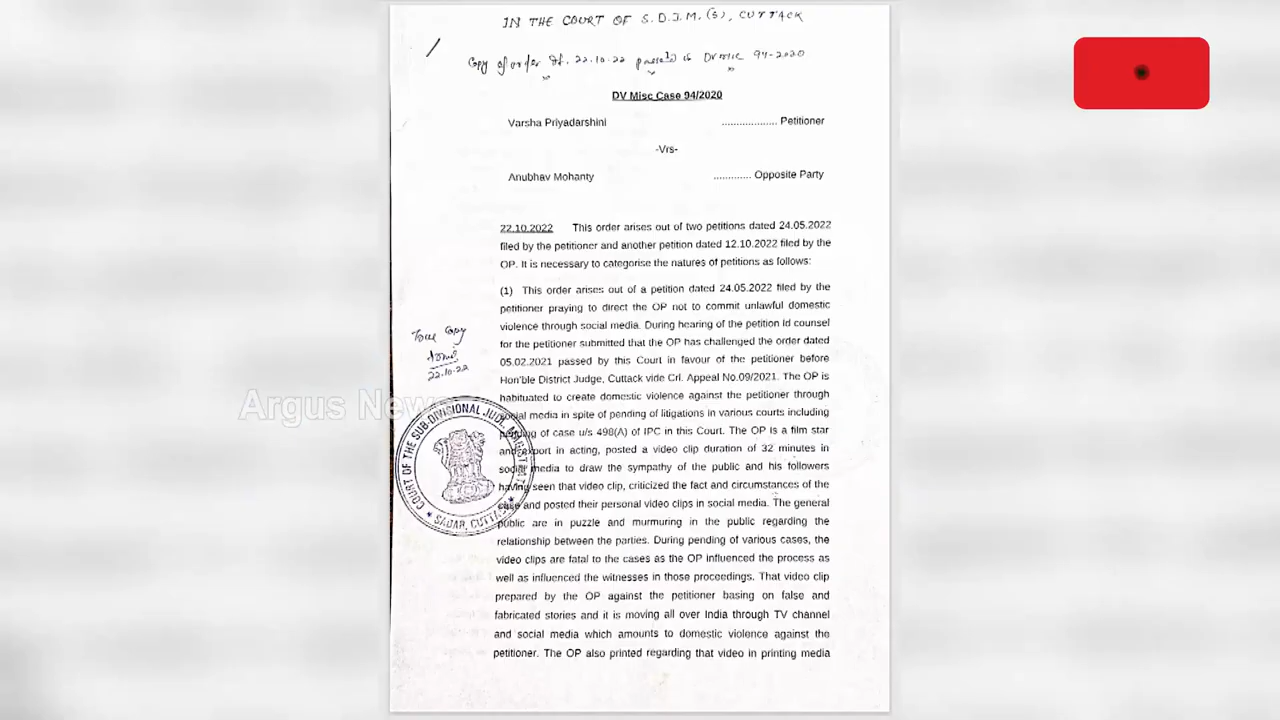 IN THE COURT OF S.D.J.M.(S), CUTTACK
Copy of order dt. 22.10.22 passed in DV misc 94-2020
DV Misc Case 94/2020
Varsha Priyadarshini ................... Petitioner
-Vrs-
Anubhav Mohanty ............. Opposite Party
22.10.2022 This order arises out of two petitions dated 24.05.2022
filed by the petitioner and another petition dated 12.10.2022 filed by the
OP. It is necessary to categorise the natures of petitions as follows:
(1) This order arises out of a petition dated 24.05.2022 filed by the
petitioner praying to direct the OP not to commit unlawful domestic
violence through social media. During hearing of the petition ld counsel
for the petitioner submitted that the OP has challenged the order dated
05.02.2021 passed by this Court in favour of the petitioner before
Hon'ble District Judge, Cuttack vide Crl. Appeal No.09/2021. The OP is
habituated to create domestic violence against the petitioner through
social media in spite of pending of litigations in various courts including
pending of case u/s 498(A) of IPC in this Court. The OP is a film star
and export in acting, posted a video clip duration of 32 minutes in
social media to draw the sympathy of the public and his followers
having seen that video clip, criticized the fact and circumstances of the
case and posted their personal video clips in social media. The general
public are in puzzle and murmuring in the public regarding the
relationship between the parties. During pending of various cases, the
video clips are fatal to the cases as the OP influenced the process as
well as influenced the witnesses in those proceedings. That video clip
prepared by the OP against the petitioner basing on false and
fabricated stories and it is moving all over India through TV channel
and social media which amounts to domestic violence against the
petitioner. The OP also printed regarding that video in printing media
True Copy
22.10.22
Argus News
COURT OF THE SUB-DIVISIONAL JUDL. MAGISTRATE
SADAR, CUTTACK